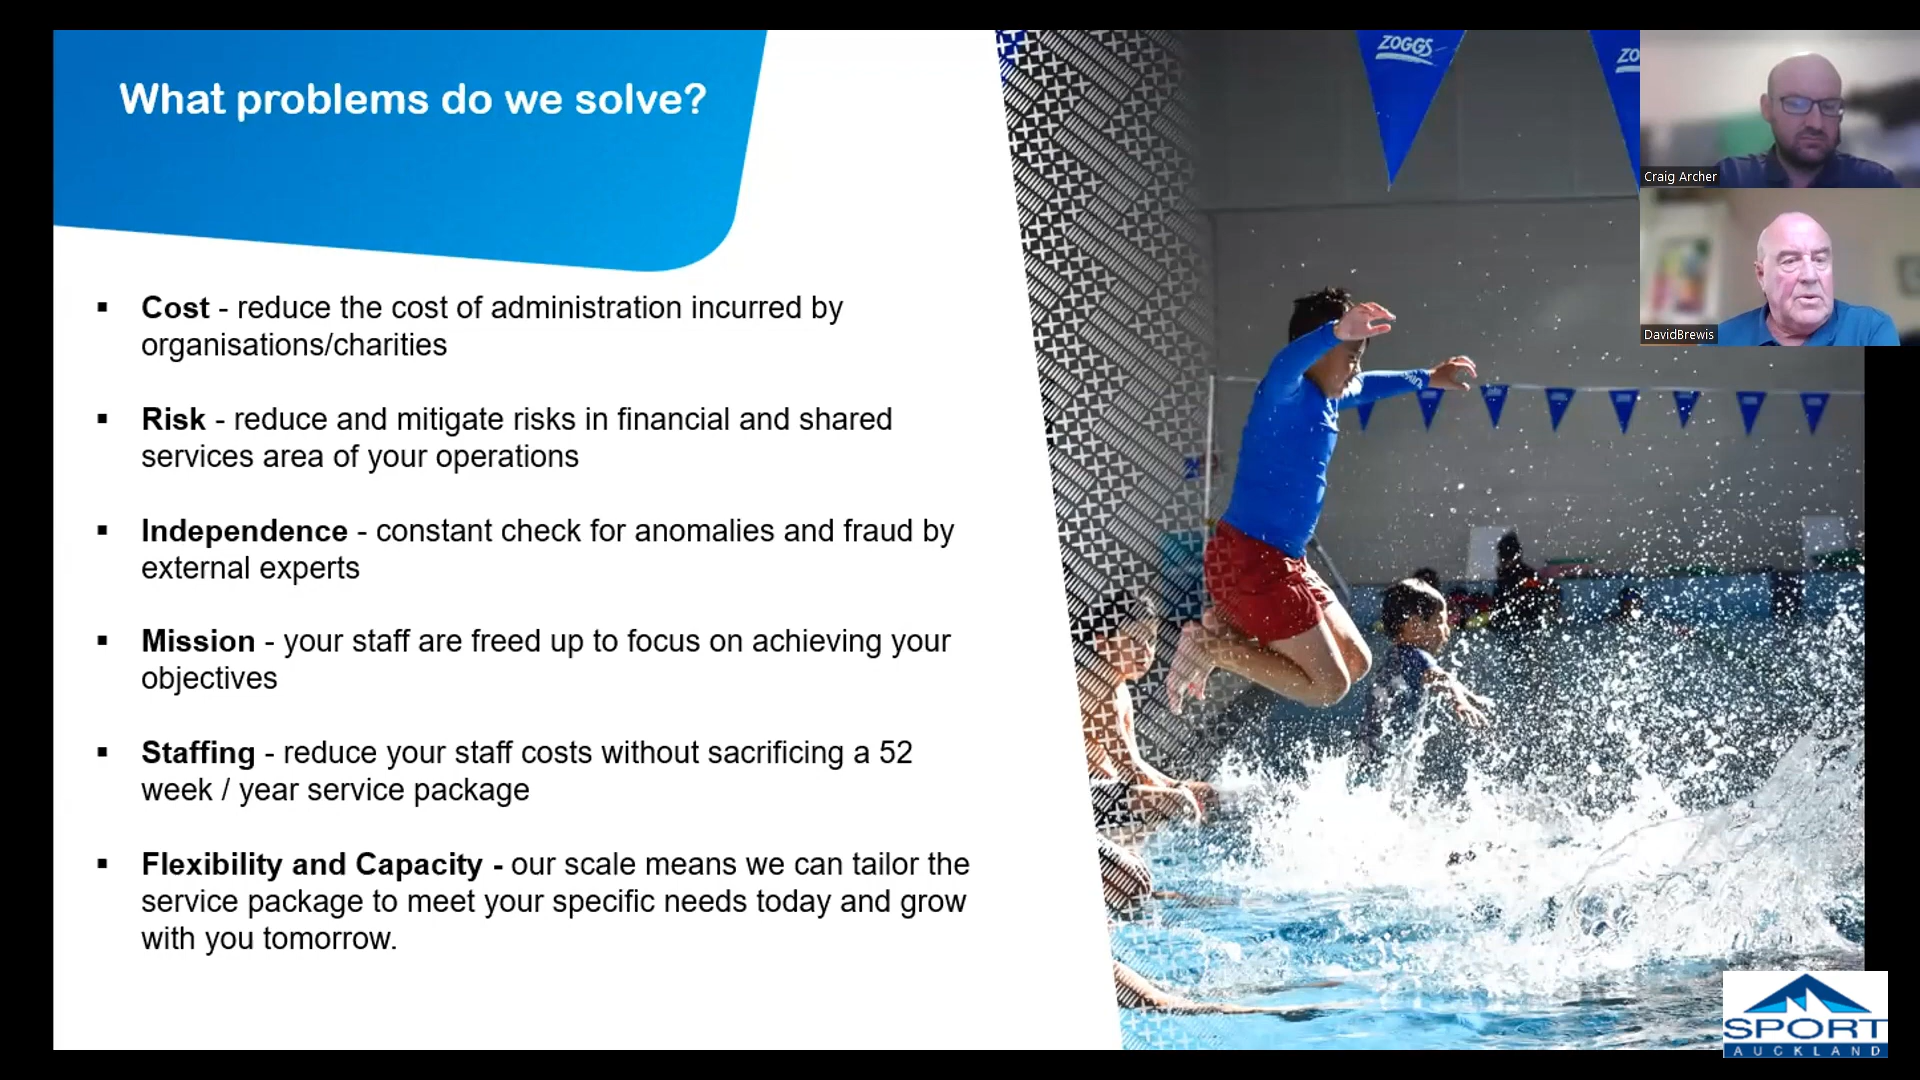 What problems do we solve?
▪ Cost - reduce the cost of administration incurred by
organisations/charities
▪ Risk - reduce and mitigate risks in financial and shared
services area of your operations
▪ Independence - constant check for anomalies and fraud by
external experts
▪ Mission - your staff are freed up to focus on achieving your
objectives
▪ Staffing - reduce your staff costs without sacrificing a 52
week / year service package
▪ Flexibility and Capacity - our scale means we can tailor the
service package to meet your specific needs today and grow
with you tomorrow.
ZOGGS
ZO
Craig Archer
DavidBrewis
SPORT
AUCKLAND